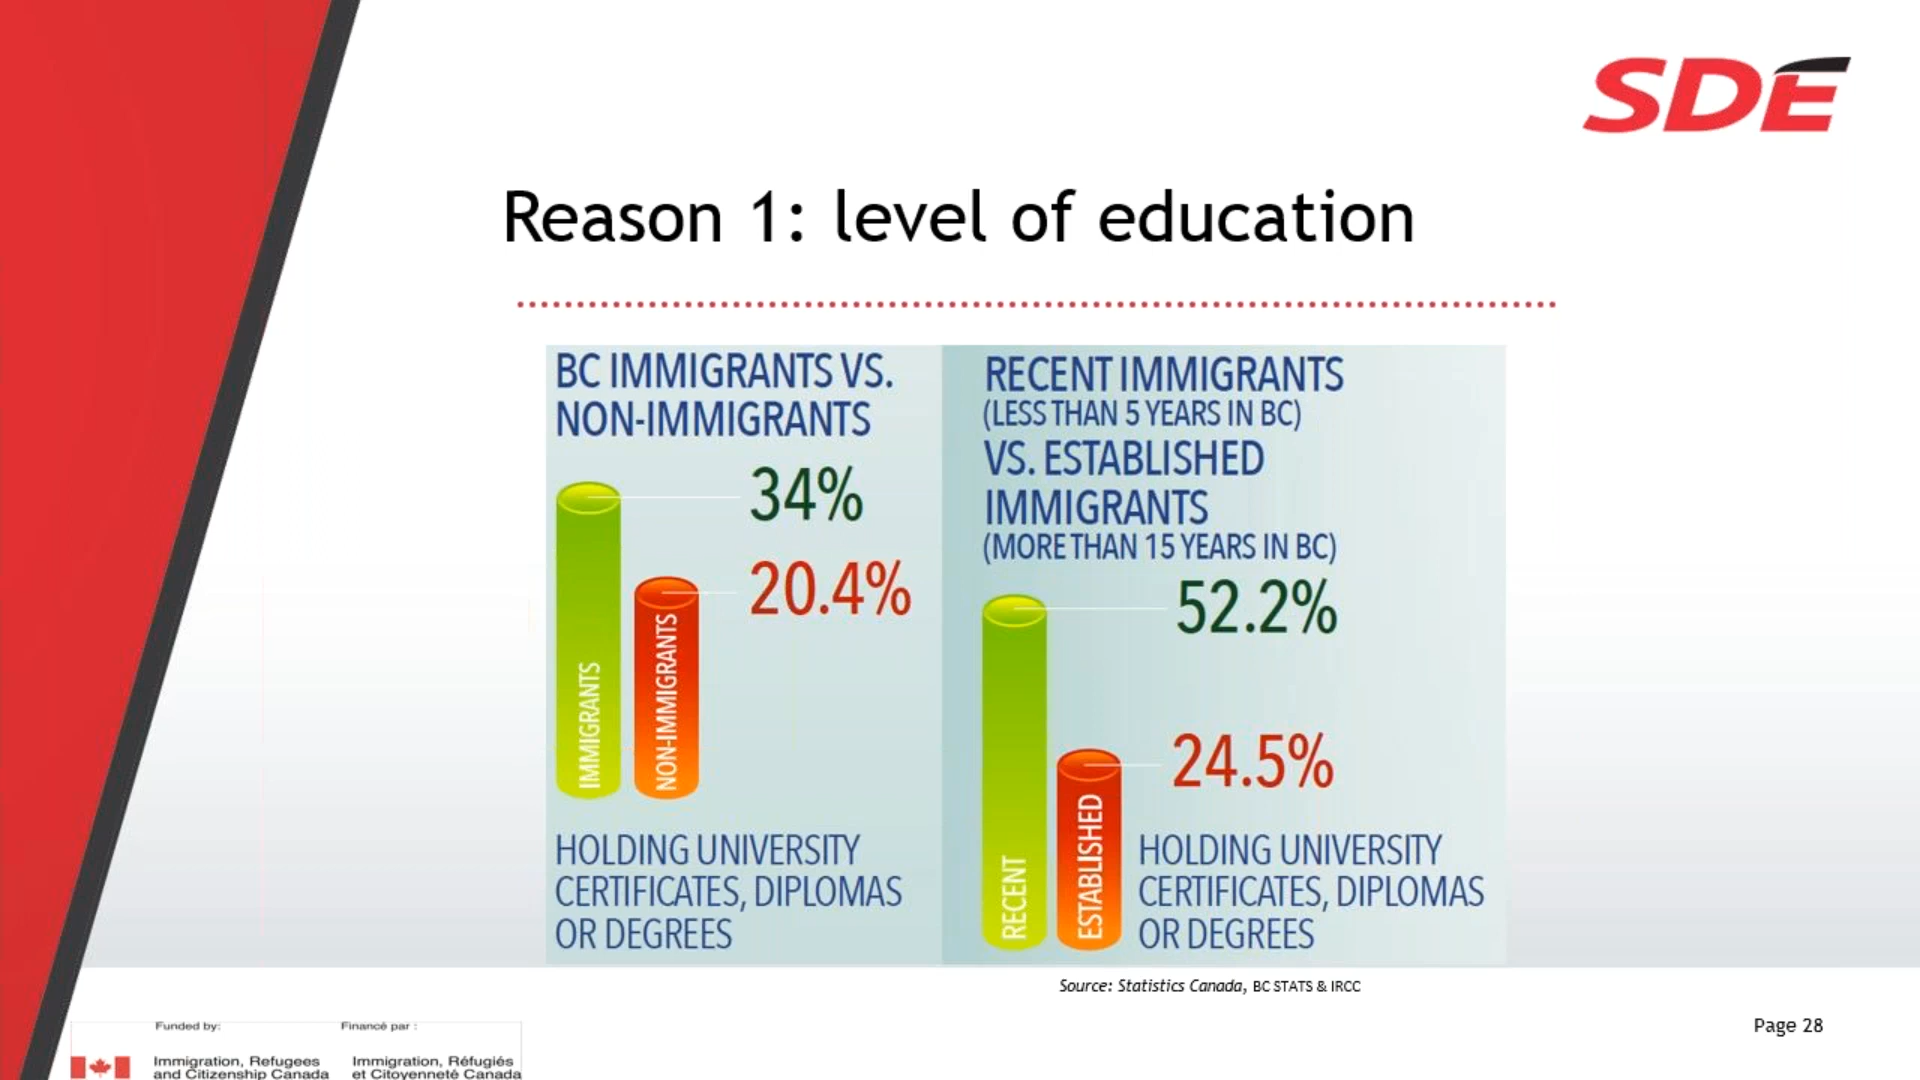 SDE
Reason 1: level of education
BC IMMIGRANTS VS.
NON-IMMIGRANTS
34%
20.4%
IMMIGRANTS
NON-IMMIGRANTS
HOLDING UNIVERSITY
CERTIFICATES, DIPLOMAS
OR DEGREES
RECENT IMMIGRANTS
(LESS THAN 5 YEARS IN BC)
VS. ESTABLISHED
IMMIGRANTS
(MORE THAN 15 YEARS IN BC)
52.2%
24.5%
RECENT
ESTABLISHED
HOLDING UNIVERSITY
CERTIFICATES, DIPLOMAS
OR DEGREES
Source: Statistics Canada, BC STATS & IRCC
Page 28
Funded by:
Financé par :
Immigration, Refugees
and Citizenship Canada
Immigration, Réfugiés
et Citoyenneté Canada